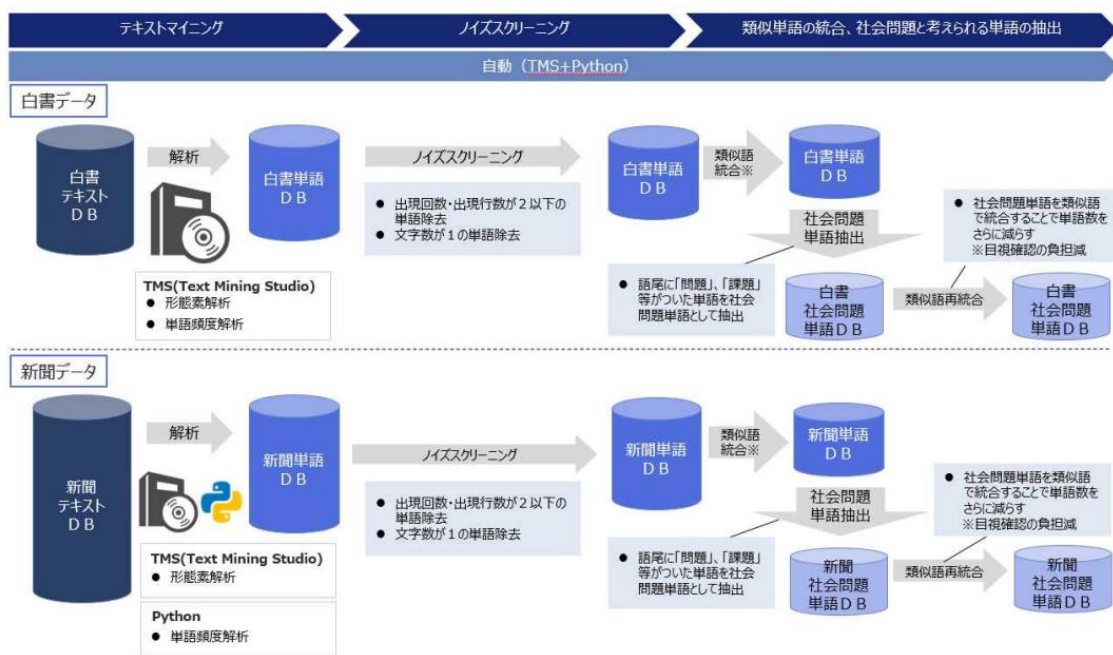 テキストマイニング
ノイズスクリーニング
類似単語の統合、社会問題と考えられる単語の抽出
自動（TMS+Python）
白書データ
白書
テキスト
ＤＢ
解析
白書単語
ＤＢ
TMS(Text Mining Studio)
● 形態素解析
● 単語頻度解析
ノイズスクリーニング
● 出現回数・出現行数が２以下の
単語除去
● 文字数が１の単語除去
白書単語
ＤＢ
類似語
統合※
白書単語
ＤＢ
社会問題
単語抽出
● 語尾に「問題」、「課題」
等がついた単語を社会
問題単語として抽出
白書
社会問題
単語ＤＢ
類似語再統合
● 社会問題単語を類似語
で統合することで単語数を
さらに減らす
※目視確認の負担減
白書
社会問題
単語ＤＢ
新聞データ
新聞
テキスト
ＤＢ
解析
新聞単語
ＤＢ
TMS(Text Mining Studio)
● 形態素解析
Python
● 単語頻度解析
ノイズスクリーニング
● 出現回数・出現行数が２以下の
単語除去
● 文字数が１の単語除去
新聞単語
ＤＢ
類似語
統合※
新聞単語
ＤＢ
社会問題
単語抽出
● 語尾に「問題」、「課題」
等がついた単語を社会
問題単語として抽出
新聞
社会問題
単語ＤＢ
類似語再統合
● 社会問題単語を類似語
で統合することで単語数を
さらに減らす
※目視確認の負担減
新聞
社会問題
単語ＤＢ